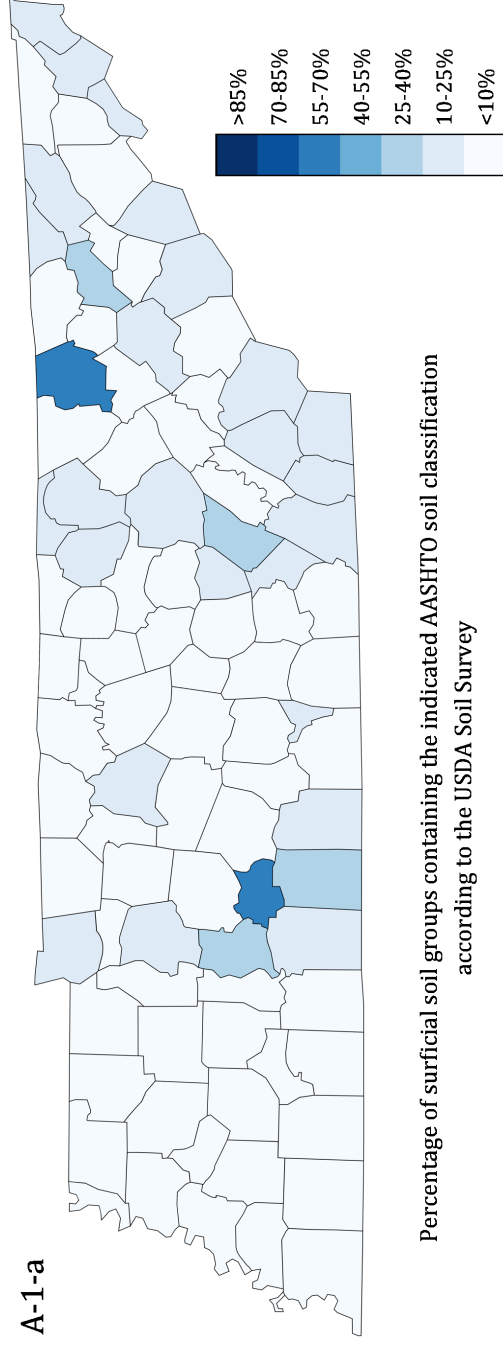 A-1-a
>85%
70-85%
55-70%
40-55%
25-40%
10-25%
<10%
Percentage of surficial soil groups containing the indicated AASHTO soil classification
according to the USDA Soil Survey